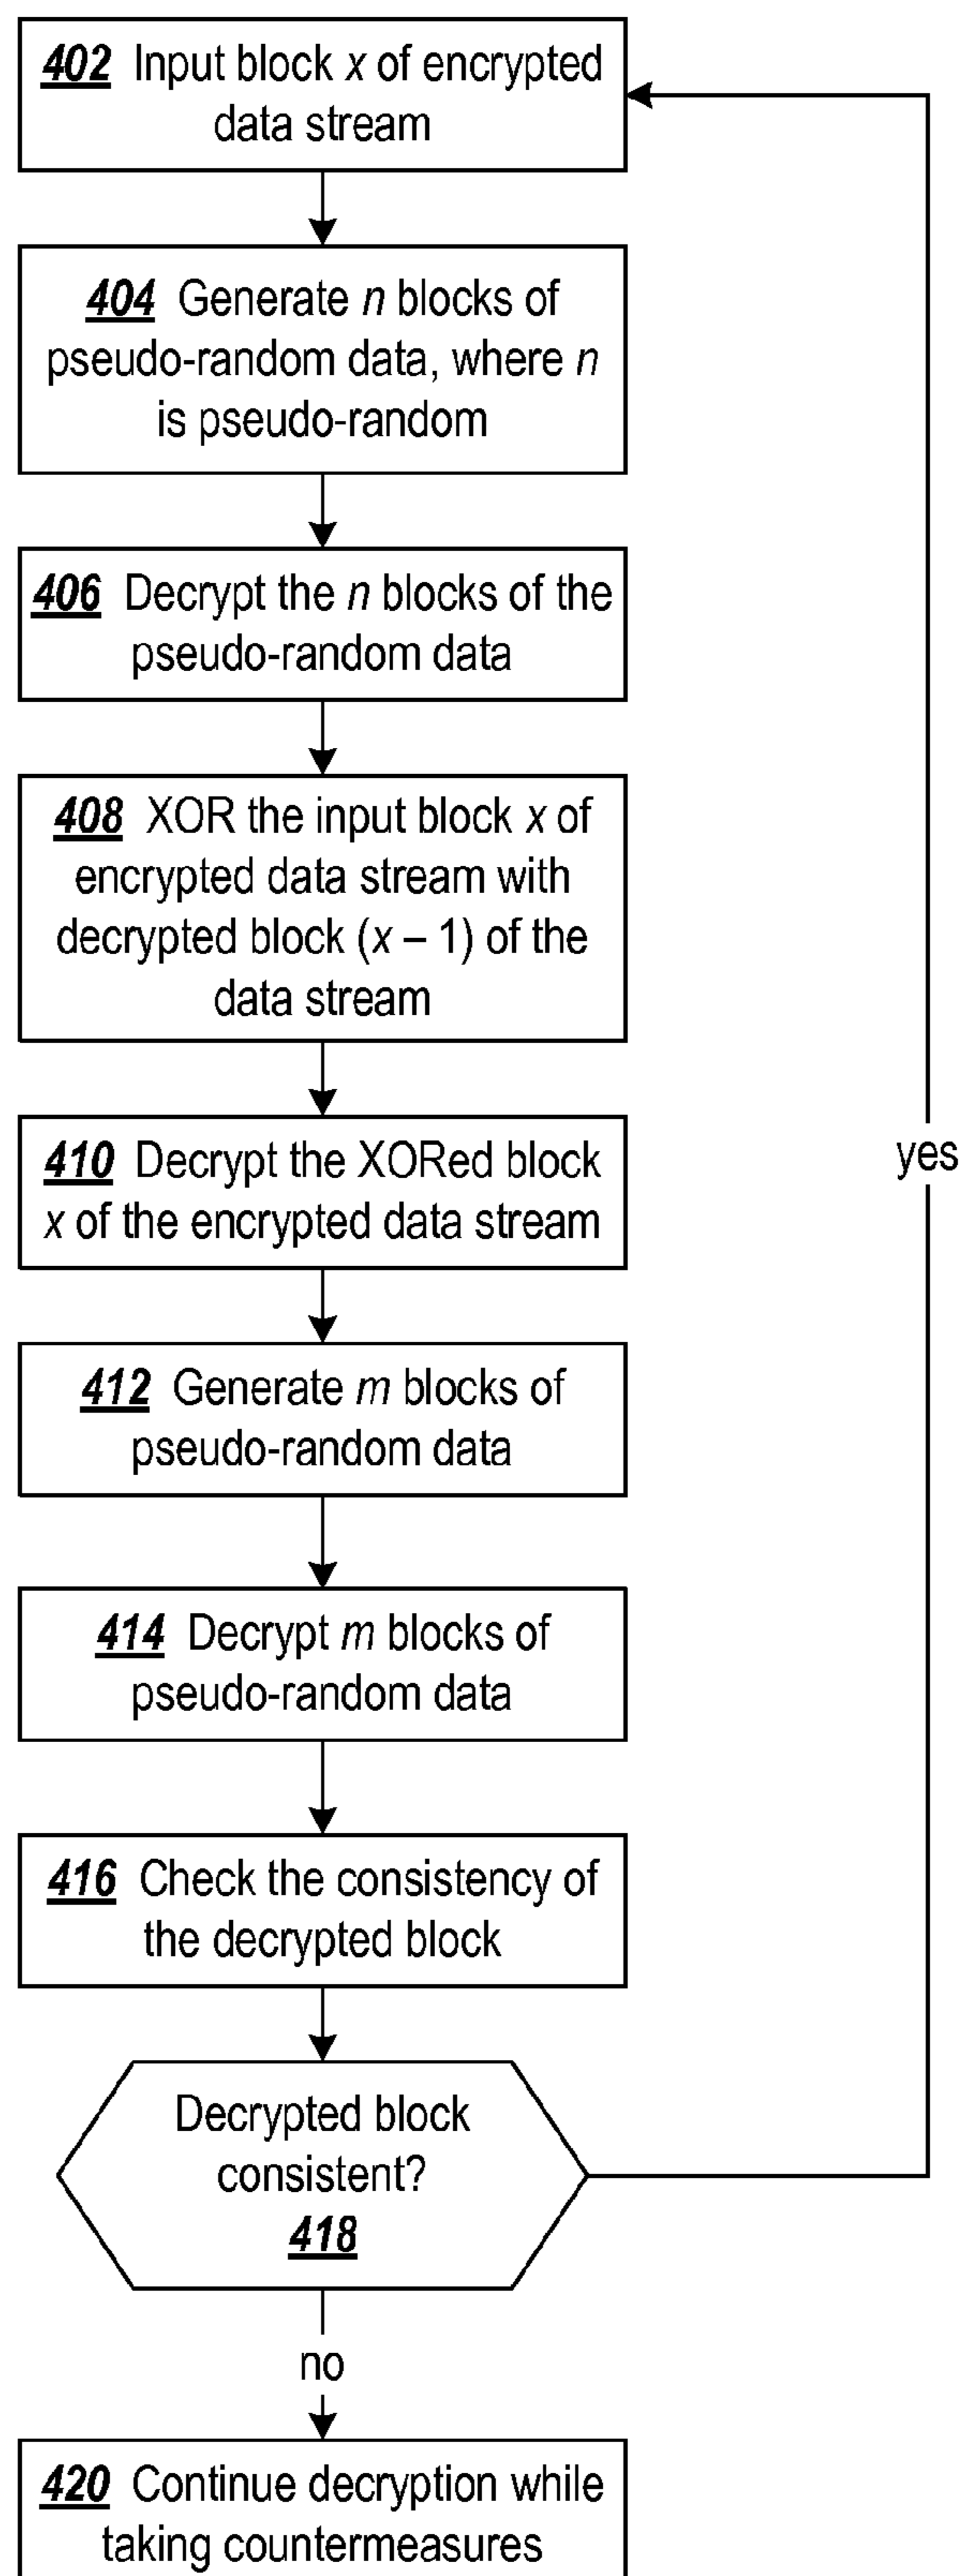 402 Input block x of encrypted
data stream
404 Generate n blocks of
pseudo-random data, where n
is pseudo-random
406 Decrypt the n blocks of the
pseudo-random data
408 XOR the input block x of
encrypted data stream with
decrypted block (x – 1) of the
data stream
410 Decrypt the XORed block
x of the encrypted data stream
yes
412 Generate m blocks of
pseudo-random data
414 Decrypt m blocks of
pseudo-random data
416 Check the consistency of
the decrypted block
Decrypted block
consistent?
418
no
420 Continue decryption while
taking countermeasures